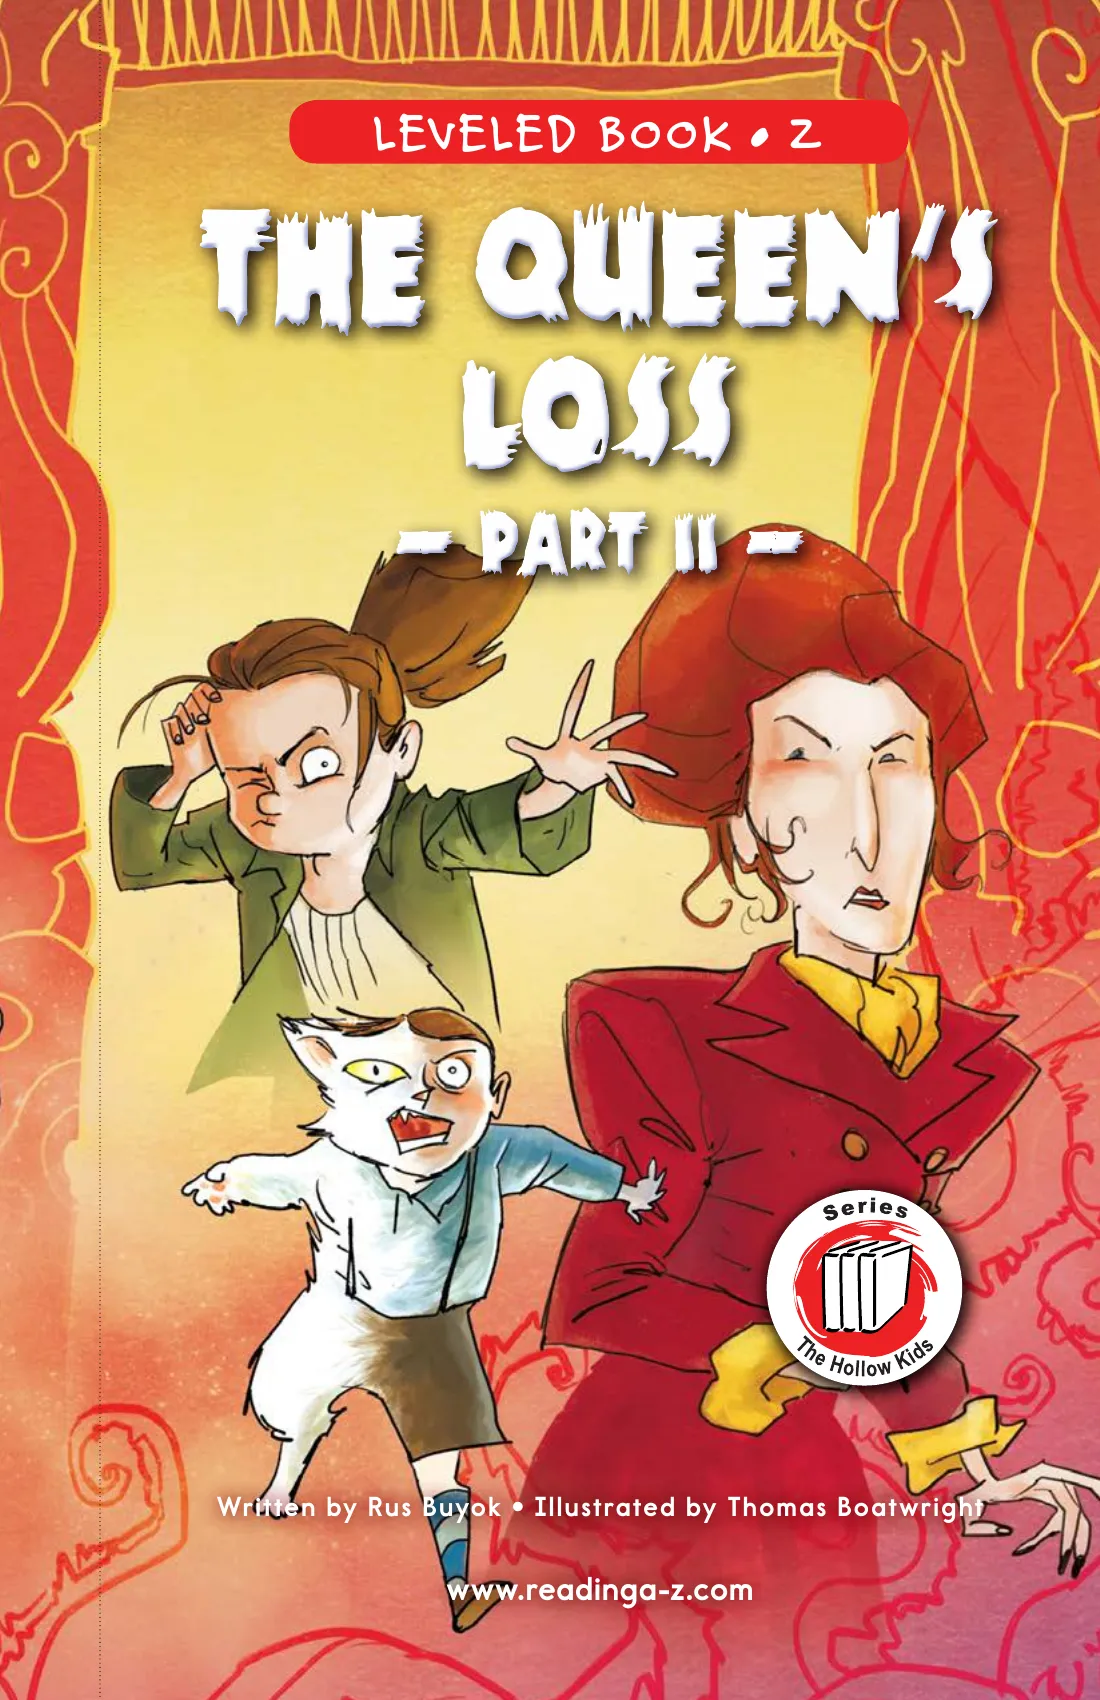 LEVELED BOOK • Z
THE QUEEN'S
LOSS
– PART II –
Series
The Hollow Kids
Written by Rus Buyok • Illustrated by Thomas Boatwright
www.readinga-z.com